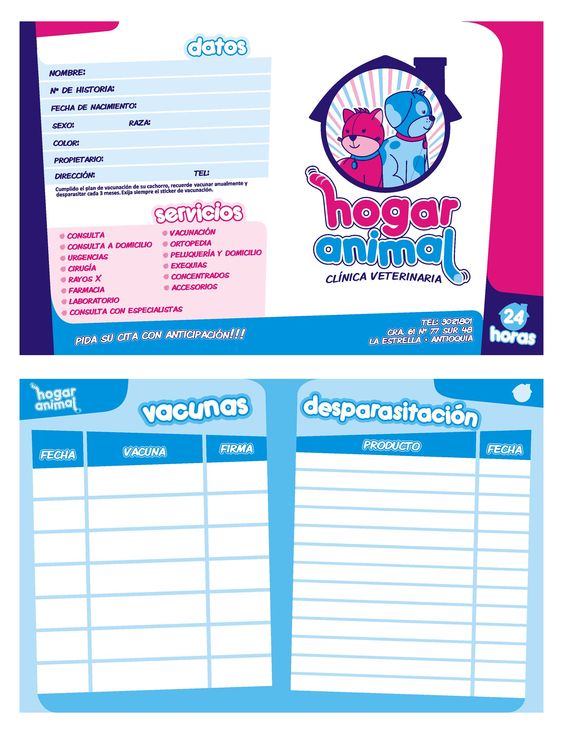 datos
NOMBRE:
Nº DE HISTORIA:
FECHA DE NACIMIENTO:
SEXO: RAZA:
COLOR:
PROPIETARIO:
DIRECCIÓN: TEL:
Cumplido el plan de vacunación de su cachorro, recuerde vacunar anualmente y
desparasitar cada 3 meses. Exija siempre el sticker de vacunación.
servicios
CONSULTA
CONSULTA A DOMICILIO
URGENCIAS
CIRUGÍA
RAYOS X
FARMACIA
LABORATORIO
CONSULTA CON ESPECIALISTAS
VACUNACIÓN
ORTOPEDIA
PELUQUERÍA Y DOMICILIO
EXEQUIAS
CONCENTRADOS
ACCESORIOS
PIDA SU CITA CON ANTICIPACIÓN!!!
hogar
animal
CLÍNICA VETERINARIA
TEL: 3021801
CRA. 61 Nº 77 SUR 48
LA ESTRELLA - ANTIOQUIA
24
horas
hogar
animal
vacunas
FECHA VACUNA FIRMA
desparasitación
PRODUCTO FECHA